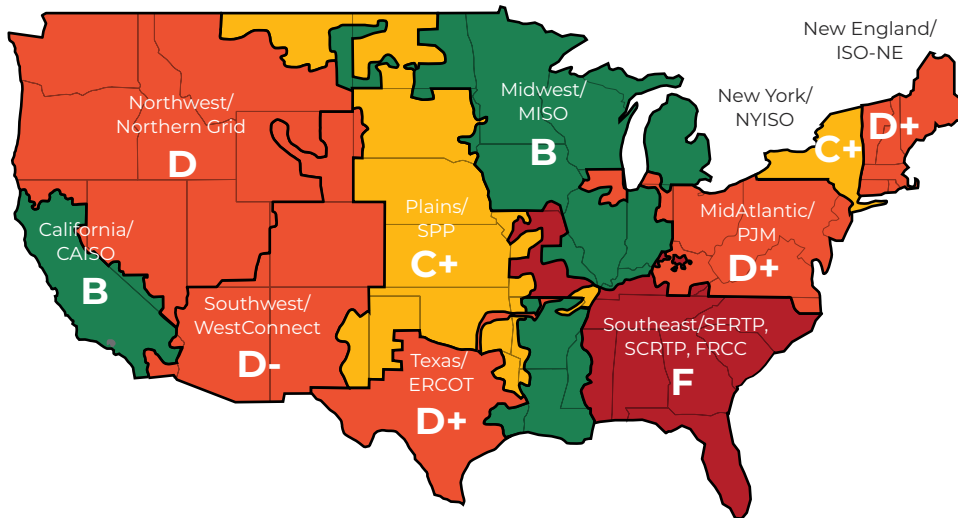 New England/
ISO-NE
D+
New York/
NYISO
C+
Midwest/
MISO
B
Northwest/
Northern Grid
D
California/
CAISO
B
Plains/
SPP
C+
MidAtlantic/
PJM
D+
Southwest/
WestConnect
D-
Texas/
ERCOT
D+
Southeast/SERTP,
SCRTP, FRCC
F